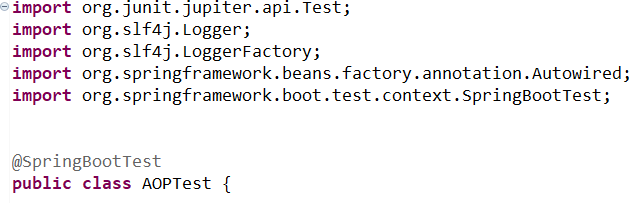 import org.junit.jupiter.api.Test;
import org.slf4j.Logger;
import org.slf4j.LoggerFactory;
import org.springframework.beans.factory.annotation.Autowired;
import org.springframework.boot.test.context.SpringBootTest;
@SpringBootTest
public class AOPTest {